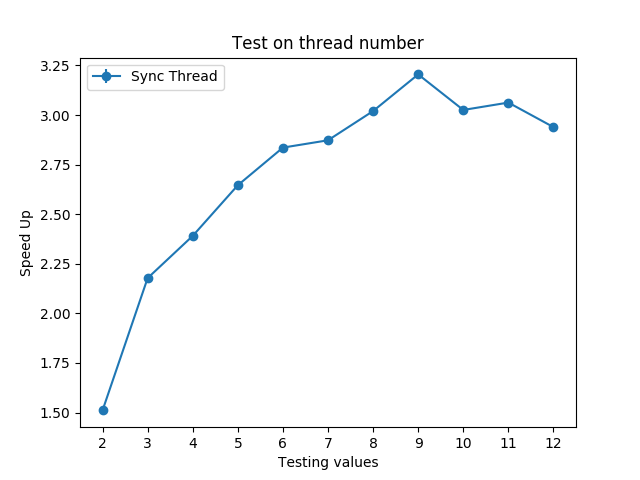 Test on thread number
Sync Thread
Speed Up
3.25
3.00
2.75
2.50
2.25
2.00
1.75
1.50
2 3 4 5 6 7 8 9 10 11 12
Testing values